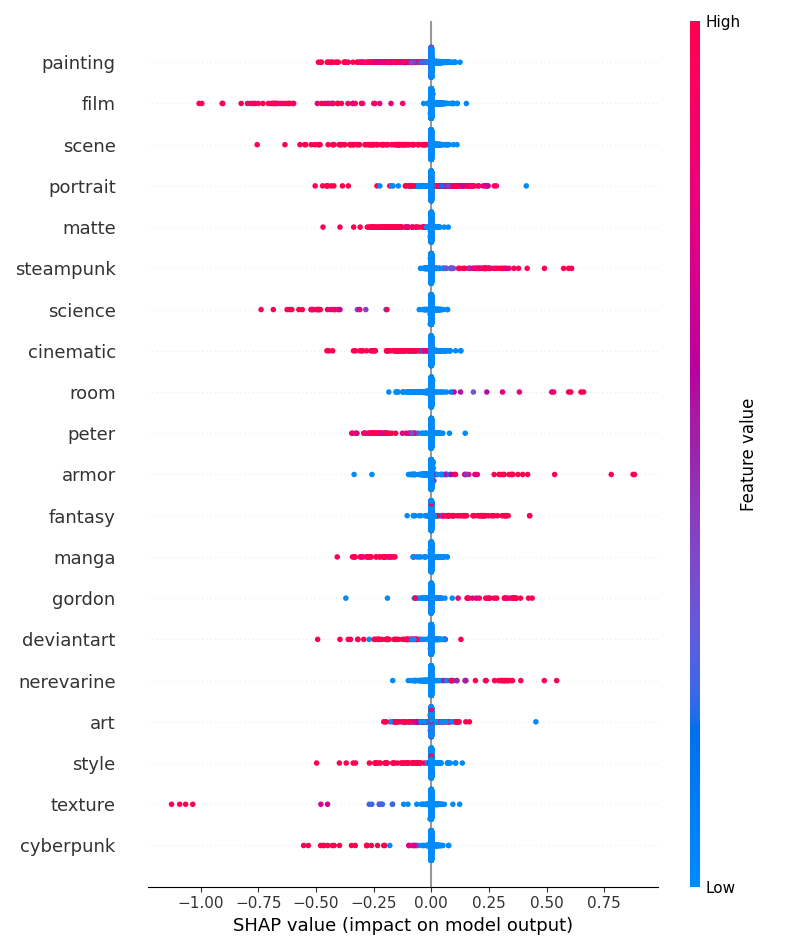 High
painting
film
scene
portrait
matte
steampunk
science
cinematic
room
peter
armor
fantasy
manga
gordon
deviantart
nerevarine
art
style
texture
cyberpunk
Feature value
Low
−1.00 −0.75 −0.50 −0.25 0.00 0.25 0.50 0.75
SHAP value (impact on model output)